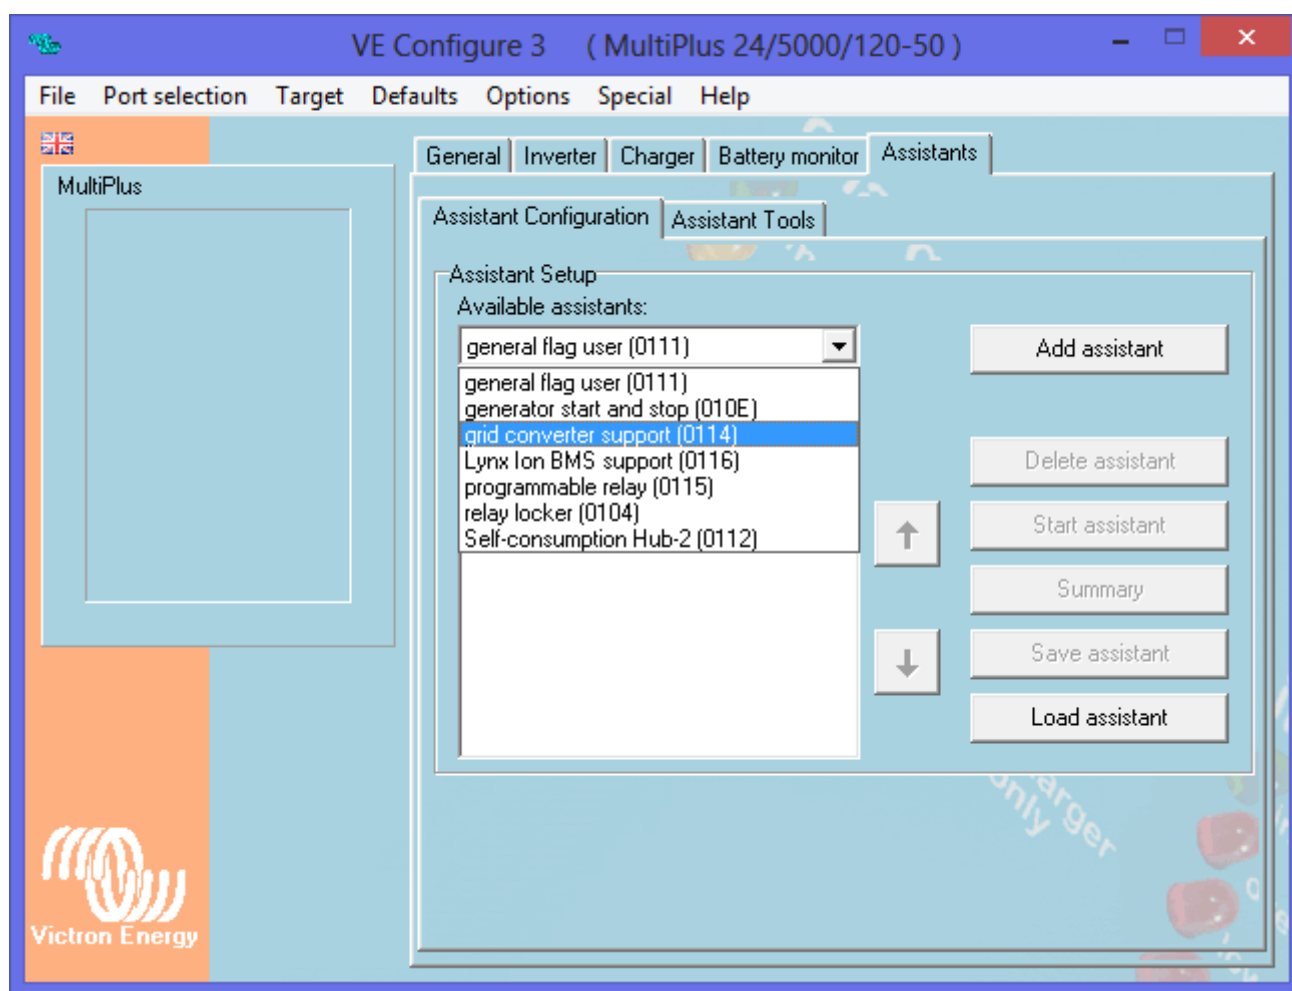 VE Configure 3 ( MultiPlus 24/5000/120-50 )
File Port selection Target Defaults Options Special Help
General Inverter Charger Battery monitor Assistants
MultiPlus
Assistant Configuration Assistant Tools
Assistant Setup
Available assistants:
general flag user (0111)
Add assistant
general flag user (0111)
generator start and stop (010E)
grid converter support (0114)
Lynx Ion BMS support (0116)
programmable relay (0115)
relay locker (0104)
Self-consumption Hub-2 (0112)
Delete assistant
Start assistant
Summary
Save assistant
Load assistant
charger
only
Victron Energy